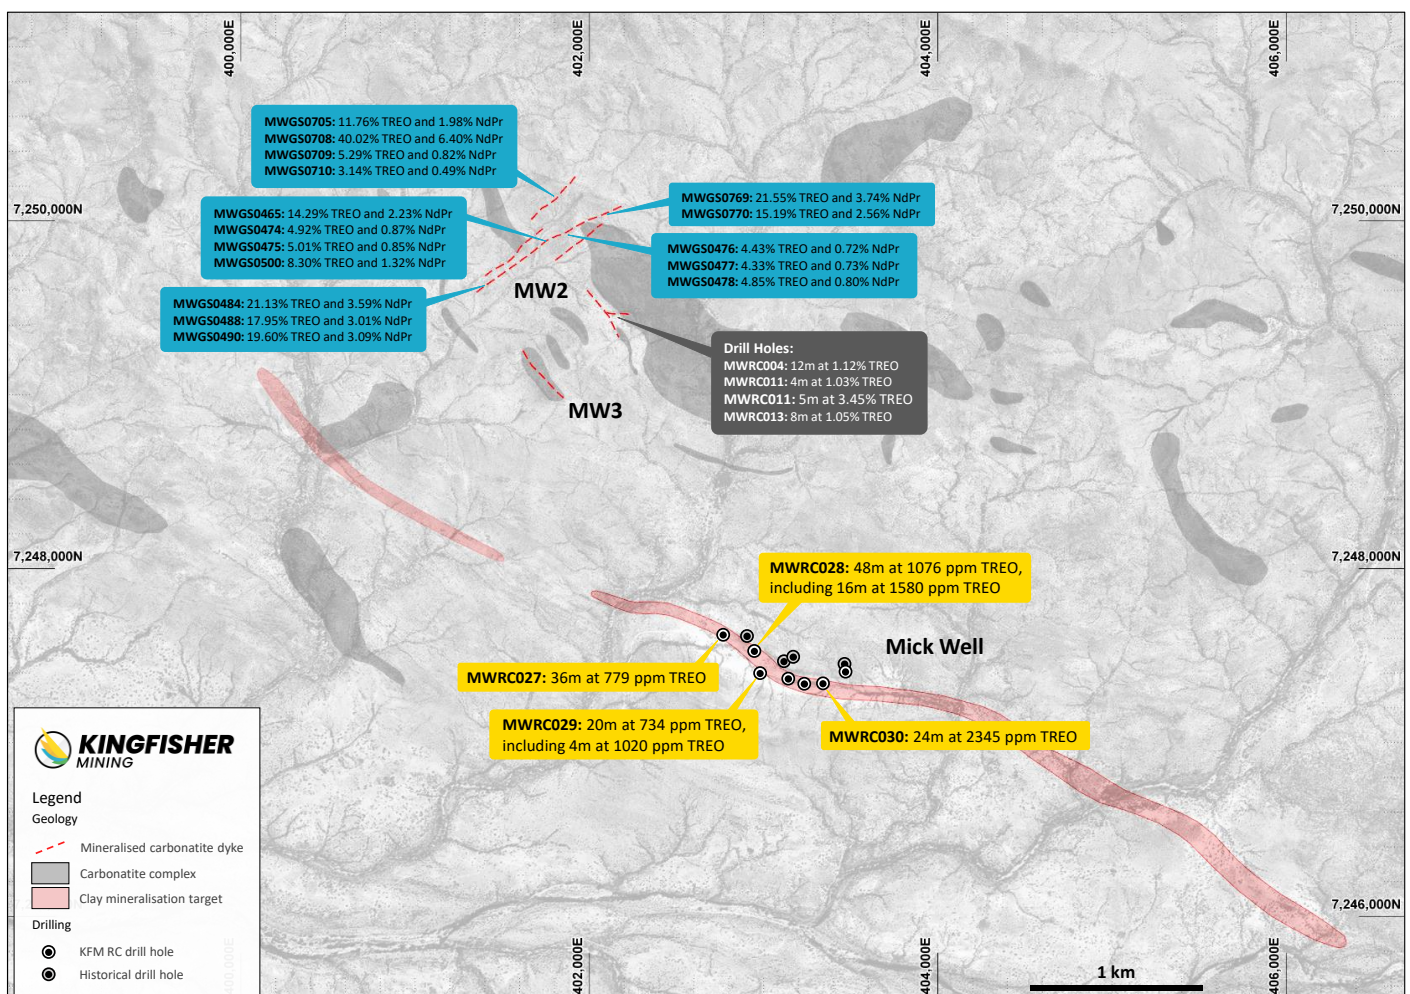 400,000E
402,000E
404,000E
406,000E
MWGS0705: 11.76% TREO and 1.98% NdPr
MWGS0708: 40.02% TREO and 6.40% NdPr
MWGS0709: 5.29% TREO and 0.82% NdPr
MWGS0710: 3.14% TREO and 0.49% NdPr
MWGS0769: 21.55% TREO and 3.74% NdPr
MWGS0770: 15.19% TREO and 2.56% NdPr
7,250,000N
7,250,000N
MWGS0465: 14.29% TREO and 2.23% NdPr
MWGS0474: 4.92% TREO and 0.87% NdPr
MWGS0475: 5.01% TREO and 0.85% NdPr
MWGS0500: 8.30% TREO and 1.32% NdPr
MWGS0476: 4.43% TREO and 0.72% NdPr
MWGS0477: 4.33% TREO and 0.73% NdPr
MWGS0478: 4.85% TREO and 0.80% NdPr
MW2
MWGS0484: 21.13% TREO and 3.59% NdPr
MWGS0488: 17.95% TREO and 3.01% NdPr
MWGS0490: 19.60% TREO and 3.09% NdPr
Drill Holes:
MWRC004: 12m at 1.12% TREO
MWRC011: 4m at 1.03% TREO
MWRC011: 5m at 3.45% TREO
MWRC013: 8m at 1.05% TREO
MW3
7,248,000N
7,248,000N
MWRC028: 48m at 1076 ppm TREO,
including 16m at 1580 ppm TREO
Mick Well
MWRC027: 36m at 779 ppm TREO
MWRC029: 20m at 734 ppm TREO,
including 4m at 1020 ppm TREO
MWRC030: 24m at 2345 ppm TREO
KINGFISHER
MINING
Legend
Geology
Mineralised carbonatite dyke
Carbonatite complex
Clay mineralisation target
Drilling
KFM RC drill hole
Historical drill hole
7,246,000N
402,000E
404,000E
406,000E
1 km